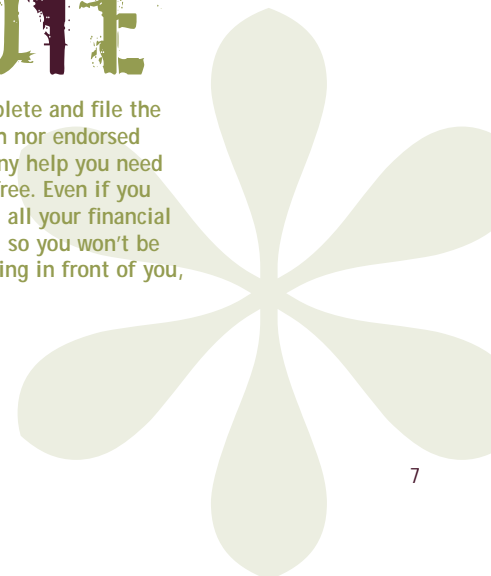 plete and file the
nor endorsed
ny help you need
free. Even if you
all your financial
so you won't be
ing in front of you,
7